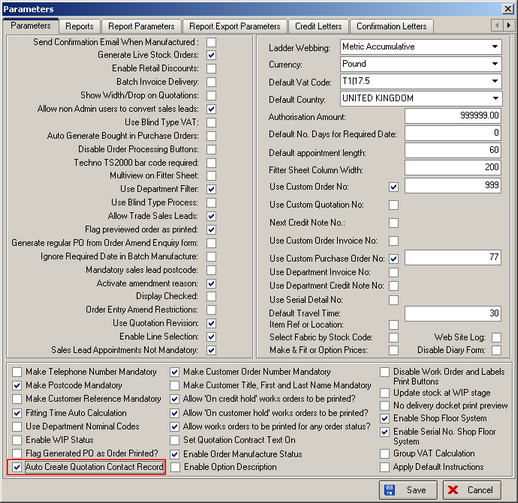 Parameters
Parameters Reports Report Parameters Report Export Parameters Credit Letters Confirmation Letters
Send Confirmation Email When Manufactured :
Generate Live Stock Orders:
Enable Retail Discounts:
Batch Invoice Delivery:
Show Width/Drop on Quotations:
Allow non Admin users to convert sales leads:
Use Blind Type VAT:
Auto Generate Bought in Purchase Orders:
Disable Order Processing Buttons:
Techno TS2000 bar code required:
Multiview on Fitter Sheet:
Use Department Filter:
Use Blind Type Process:
Allow Trade Sales Leads:
Flag previewed order as printed:
Generate regular PO from Order Amend Enquiry form:
Ignore Required Date in Batch Manufacture:
Mandatory sales lead postcode:
Activate amendment reason:
Display Checked:
Order Entry Amend Restrictions:
Use Quotation Revision:
Enable Line Selection:
Sales Lead Appointments Not Mandatory:
Ladder Webbing: Metric Accumulative
Currency: Pound
Default Vat Code: T1|17.5
Default Country: UNITED KINGDOM
Authorisation Amount: 999999.00
Default No. Days for Required Date: 0
Default appointment length: 60
Fitter Sheet Column Width: 200
Use Custom Order No: 999
Use Custom Quotation No:
Next Credit Note No.:
Use Custom Order Invoice No:
Use Custom Purchase Order No: 77
Use Department Invoice No:
Use Department Credit Note No:
Use Serial Detail No:
Default Travel Time: 30
Item Ref or Location:
Select Fabric by Stock Code: Web Site Log:
Make & Fit or Option Prices: Disable Diary Form:
Make Telephone Number Mandatory
Make Postcode Mandatory
Make Customer Reference Mandatory
Fitting Time Auto Calculation
Use Department Nominal Codes
Enable WIP Status
Flag Generated PO as Order Printed?
Auto Create Quotation Contact Record
Make Customer Order Number Mandatory
Make Customer Title, First and Last Name Mandatory
Allow 'On credit hold' works orders to be printed?
Allow 'On customer hold' works orders to be printed?
Allow works orders to be printed for any order status?
Set Quotation Contract Text On
Enable Order Manufacture Status
Enable Option Description
Disable Work Order and Labels
Print Buttons
Update stock at WIP stage
No delivery docket print preview
Enable Shop Floor System
Enable Serial No. Shop Floor
System
Group VAT Calculation
Apply Default Instructions
Save Cancel